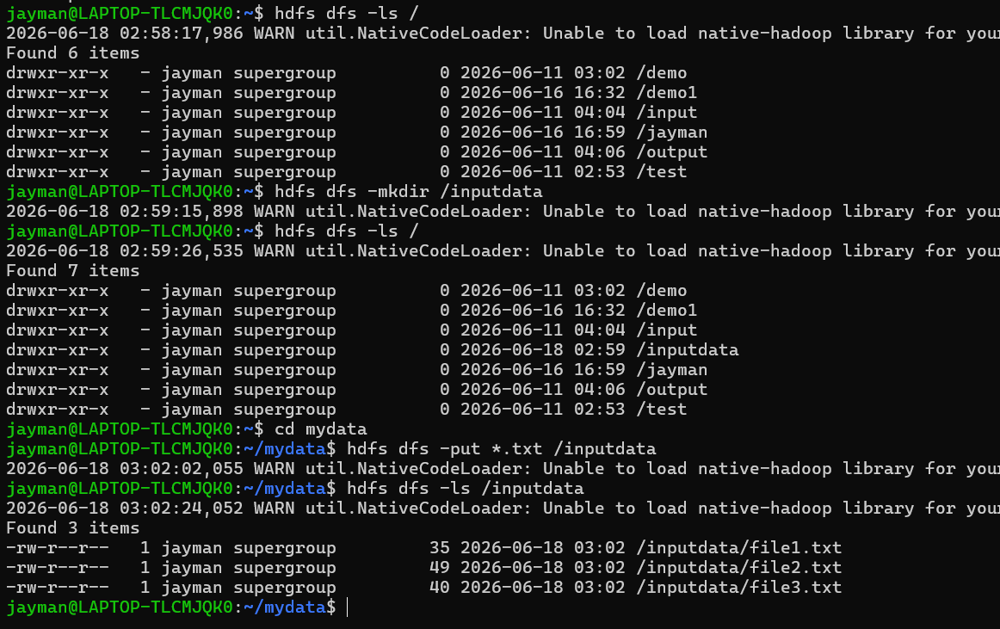 jayman@LAPTOP-TLCMJQK0:~$ hdfs dfs -ls /
2026-06-18 02:58:17,986 WARN util.NativeCodeLoader: Unable to load native-hadoop library for your
Found 6 items
drwxr-xr-x   - jayman supergroup          0 2026-06-11 03:02 /demo
drwxr-xr-x   - jayman supergroup          0 2026-06-16 16:32 /demo1
drwxr-xr-x   - jayman supergroup          0 2026-06-11 04:04 /input
drwxr-xr-x   - jayman supergroup          0 2026-06-16 16:59 /jayman
drwxr-xr-x   - jayman supergroup          0 2026-06-11 04:06 /output
drwxr-xr-x   - jayman supergroup          0 2026-06-11 02:53 /test
jayman@LAPTOP-TLCMJQK0:~$ hdfs dfs -mkdir /inputdata
2026-06-18 02:59:15,898 WARN util.NativeCodeLoader: Unable to load native-hadoop library for your
jayman@LAPTOP-TLCMJQK0:~$ hdfs dfs -ls /
2026-06-18 02:59:26,535 WARN util.NativeCodeLoader: Unable to load native-hadoop library for your
Found 7 items
drwxr-xr-x   - jayman supergroup          0 2026-06-11 03:02 /demo
drwxr-xr-x   - jayman supergroup          0 2026-06-16 16:32 /demo1
drwxr-xr-x   - jayman supergroup          0 2026-06-11 04:04 /input
drwxr-xr-x   - jayman supergroup          0 2026-06-18 02:59 /inputdata
drwxr-xr-x   - jayman supergroup          0 2026-06-16 16:59 /jayman
drwxr-xr-x   - jayman supergroup          0 2026-06-11 04:06 /output
drwxr-xr-x   - jayman supergroup          0 2026-06-11 02:53 /test
jayman@LAPTOP-TLCMJQK0:~$ cd mydata
jayman@LAPTOP-TLCMJQK0:~/mydata$ hdfs dfs -put *.txt /inputdata
2026-06-18 03:02:02,055 WARN util.NativeCodeLoader: Unable to load native-hadoop library for your
jayman@LAPTOP-TLCMJQK0:~/mydata$ hdfs dfs -ls /inputdata
2026-06-18 03:02:24,052 WARN util.NativeCodeLoader: Unable to load native-hadoop library for your
Found 3 items
-rw-r--r--   1 jayman supergroup         35 2026-06-18 03:02 /inputdata/file1.txt
-rw-r--r--   1 jayman supergroup         49 2026-06-18 03:02 /inputdata/file2.txt
-rw-r--r--   1 jayman supergroup         40 2026-06-18 03:02 /inputdata/file3.txt
jayman@LAPTOP-TLCMJQK0:~/mydata$